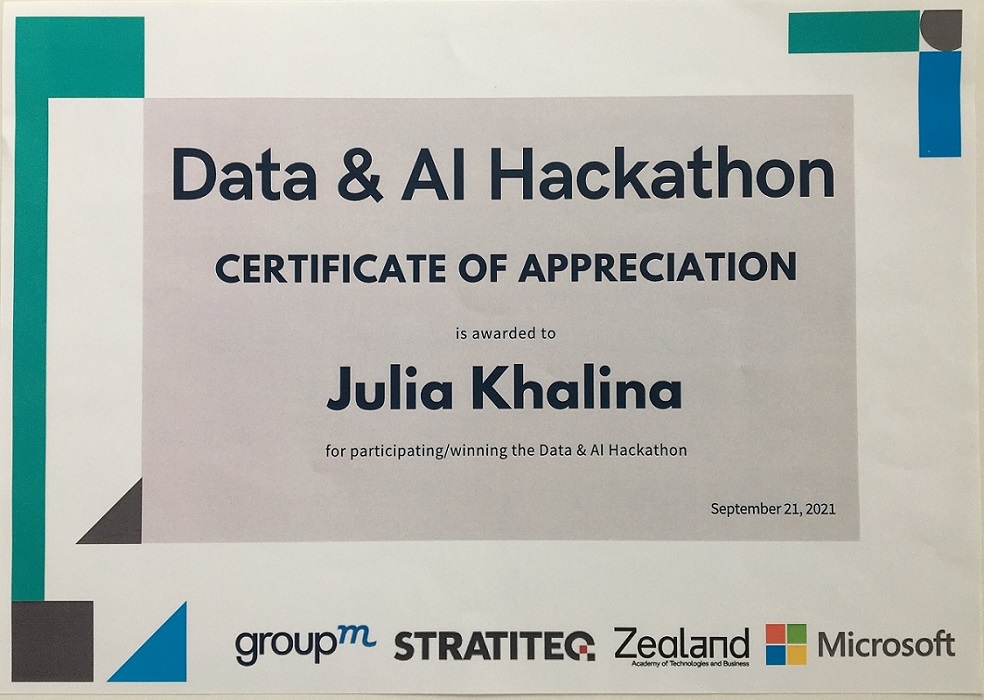 Data & AI Hackathon
CERTIFICATE OF APPRECIATION
is awarded to
Julia Khalina
for participating/winning the Data & AI Hackathon
September 21, 2021
groupm STRATITEQ Zealand Microsoft
Academy of Technologies and Business